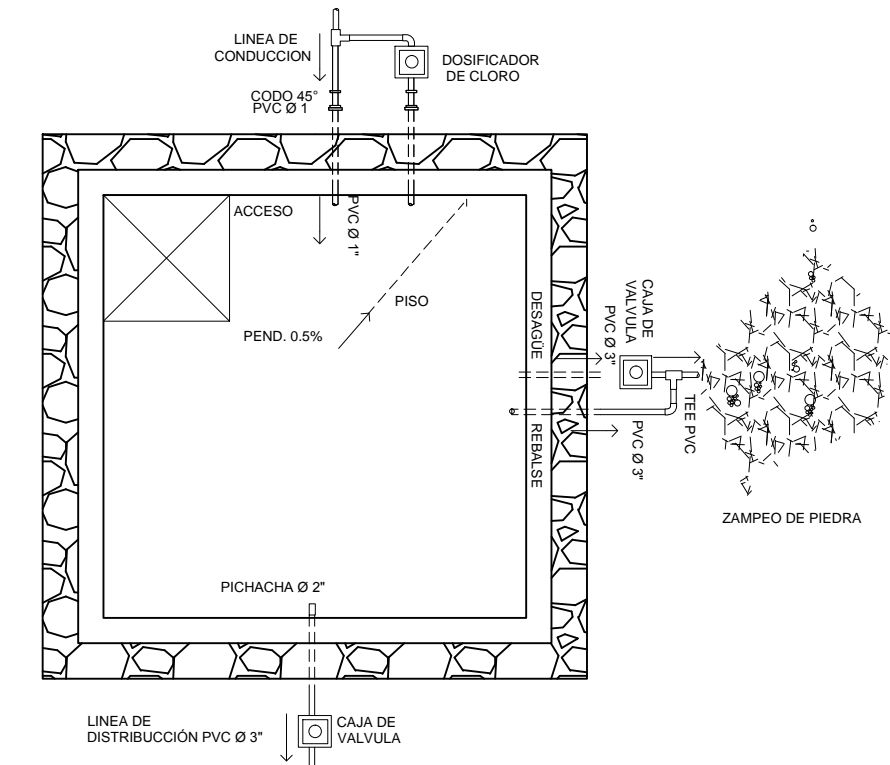 LINEA DE
CONDUCCION
DOSIFICADOR
DE CLORO
CODO 45°
PVC Ø 1
ACCESO
PVC Ø 1"
PISO
PEND. 0.5%
DESAGÜE
REBALSE
CAJA DE
VALVULA
PVC Ø 3"
TEE PVC
PVC Ø 3"
ZAMPEO DE PIEDRA
PICHACHA Ø 2"
LINEA DE
DISTRIBUCCIÓN PVC Ø 3"
CAJA DE
VALVULA